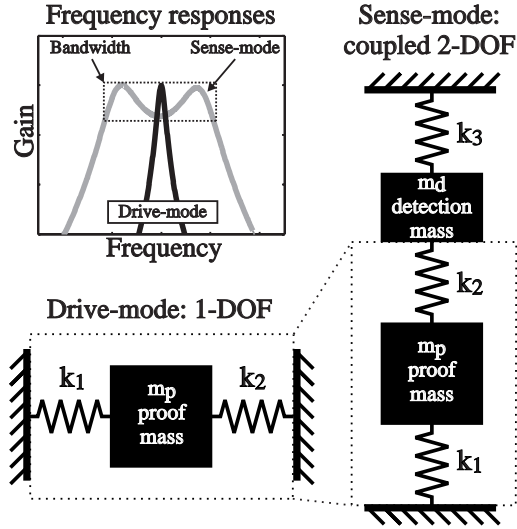 Frequency responses
Bandwidth
Sense-mode
Gain
Drive-mode
Frequency
Sense-mode:
coupled 2-DOF
k3
md
detection
mass
k2
mp
proof
mass
k1
Drive-mode: 1-DOF
k1
mp
proof
mass
k2